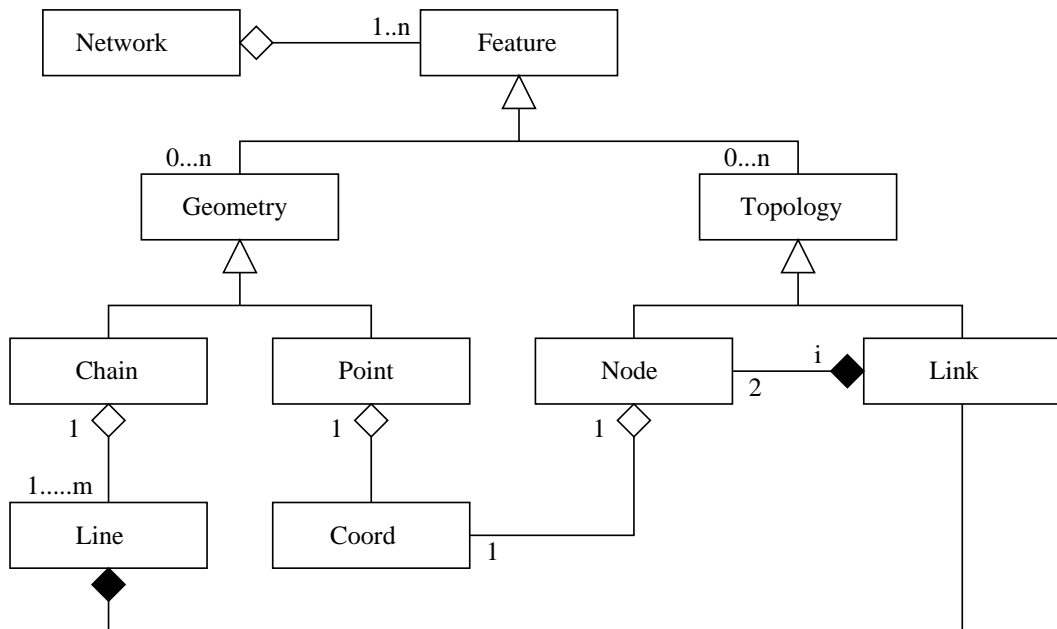 Network
1..n
Feature
0...n
0...n
Geometry
Topology
Chain
Point
Node
i
2
Link
1
1
1
1.....m
Line
Coord
1